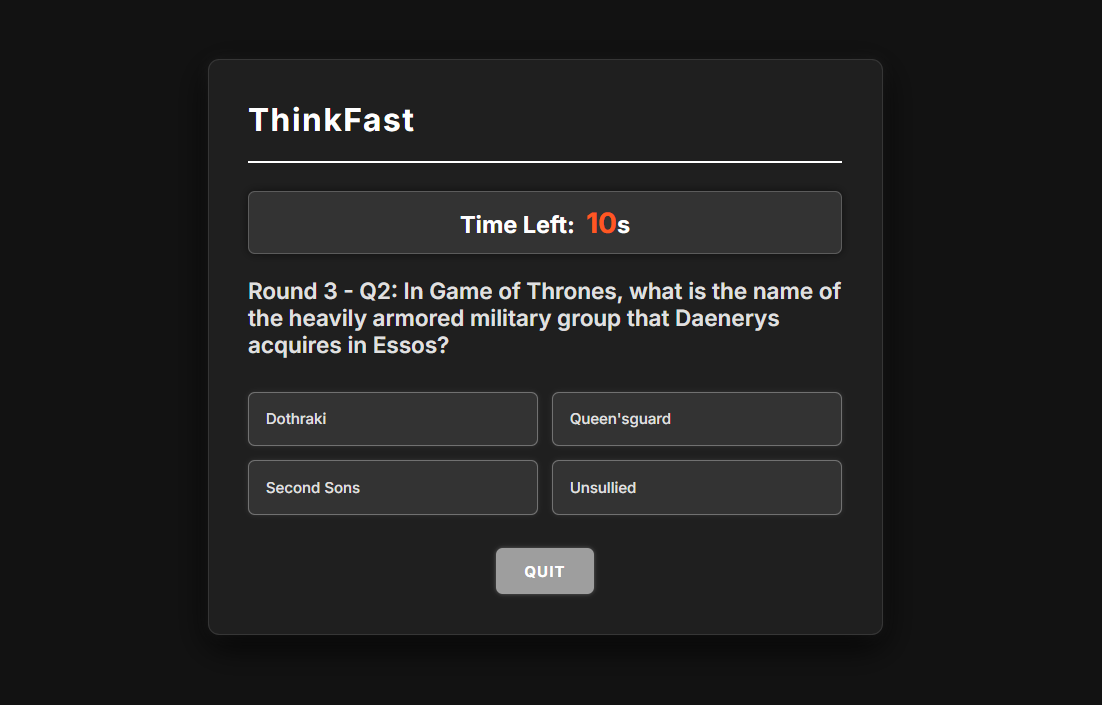 ThinkFast
Time Left: 10s
Round 3 - Q2: In Game of Thrones, what is the name of
the heavily armored military group that Daenerys
acquires in Essos?
Dothraki
Queen'sguard
Second Sons
Unsullied
QUIT